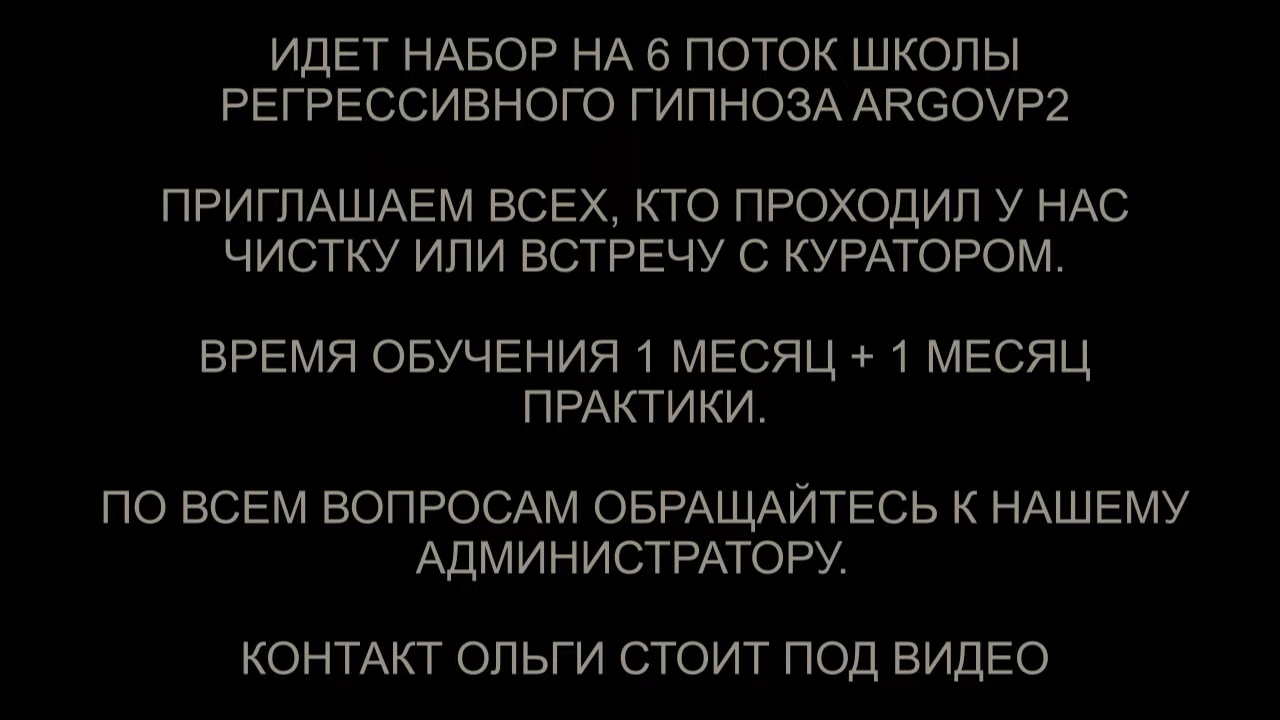 ИДЕТ НАБОР НА 6 ПОТОК ШКОЛЫ
РЕГРЕССИВНОГО ГИПНОЗА ARGOVP2
ПРИГЛАШАЕМ ВСЕХ, КТО ПРОХОДИЛ У НАС
ЧИСТКУ ИЛИ ВСТРЕЧУ С КУРАТОРОМ.
ВРЕМЯ ОБУЧЕНИЯ 1 МЕСЯЦ + 1 МЕСЯЦ
ПРАКТИКИ.
ПО ВСЕМ ВОПРОСАМ ОБРАЩАЙТЕСЬ К НАШЕМУ
АДМИНИСТРАТОРУ.
КОНТАКТ ОЛЬГИ СТОИТ ПОД ВИДЕО